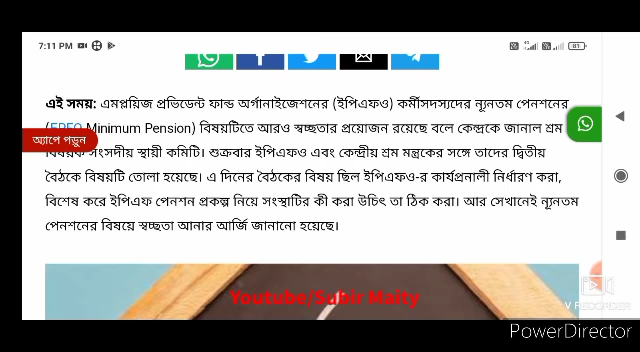 7:11 PM
81
এই সময়: এমপ্লয়িজ প্রভিডেন্ট ফান্ড অর্গানাইজেশনের (ইপিএফও) কর্মীসদস্যদের ন্যূনতম পেনশনের
(EPFO Minimum Pension) বিষয়টিতে আরও স্বচ্ছতার প্রয়োজন রয়েছে বলে কেন্দ্রকে জানাল শ্রম
অ্যাপে পড়ুন
বিষয়ক সংসদীয় স্থায়ী কমিটি। শুক্রবার ইপিএফও এবং কেন্দ্রীয় শ্রম মন্ত্রকের সঙ্গে তাদের দ্বিতীয়
বৈঠকে বিষয়টি তোলা হয়েছে। এ দিনের বৈঠকের বিষয় ছিল ইপিএফও-র কার্যপ্রনালী নির্ধারণ করা,
বিশেষ করে ইপিএফ পেনশন প্রকল্প নিয়ে সংস্থাটির কী করা উচিৎ তা ঠিক করা। আর সেখানেই ন্যূনতম
পেনশনের বিষয়ে স্বচ্ছতা আনার আর্জি জানানো হয়েছে।
Youtube/Subir Maity
V RECORDER
PowerDirector